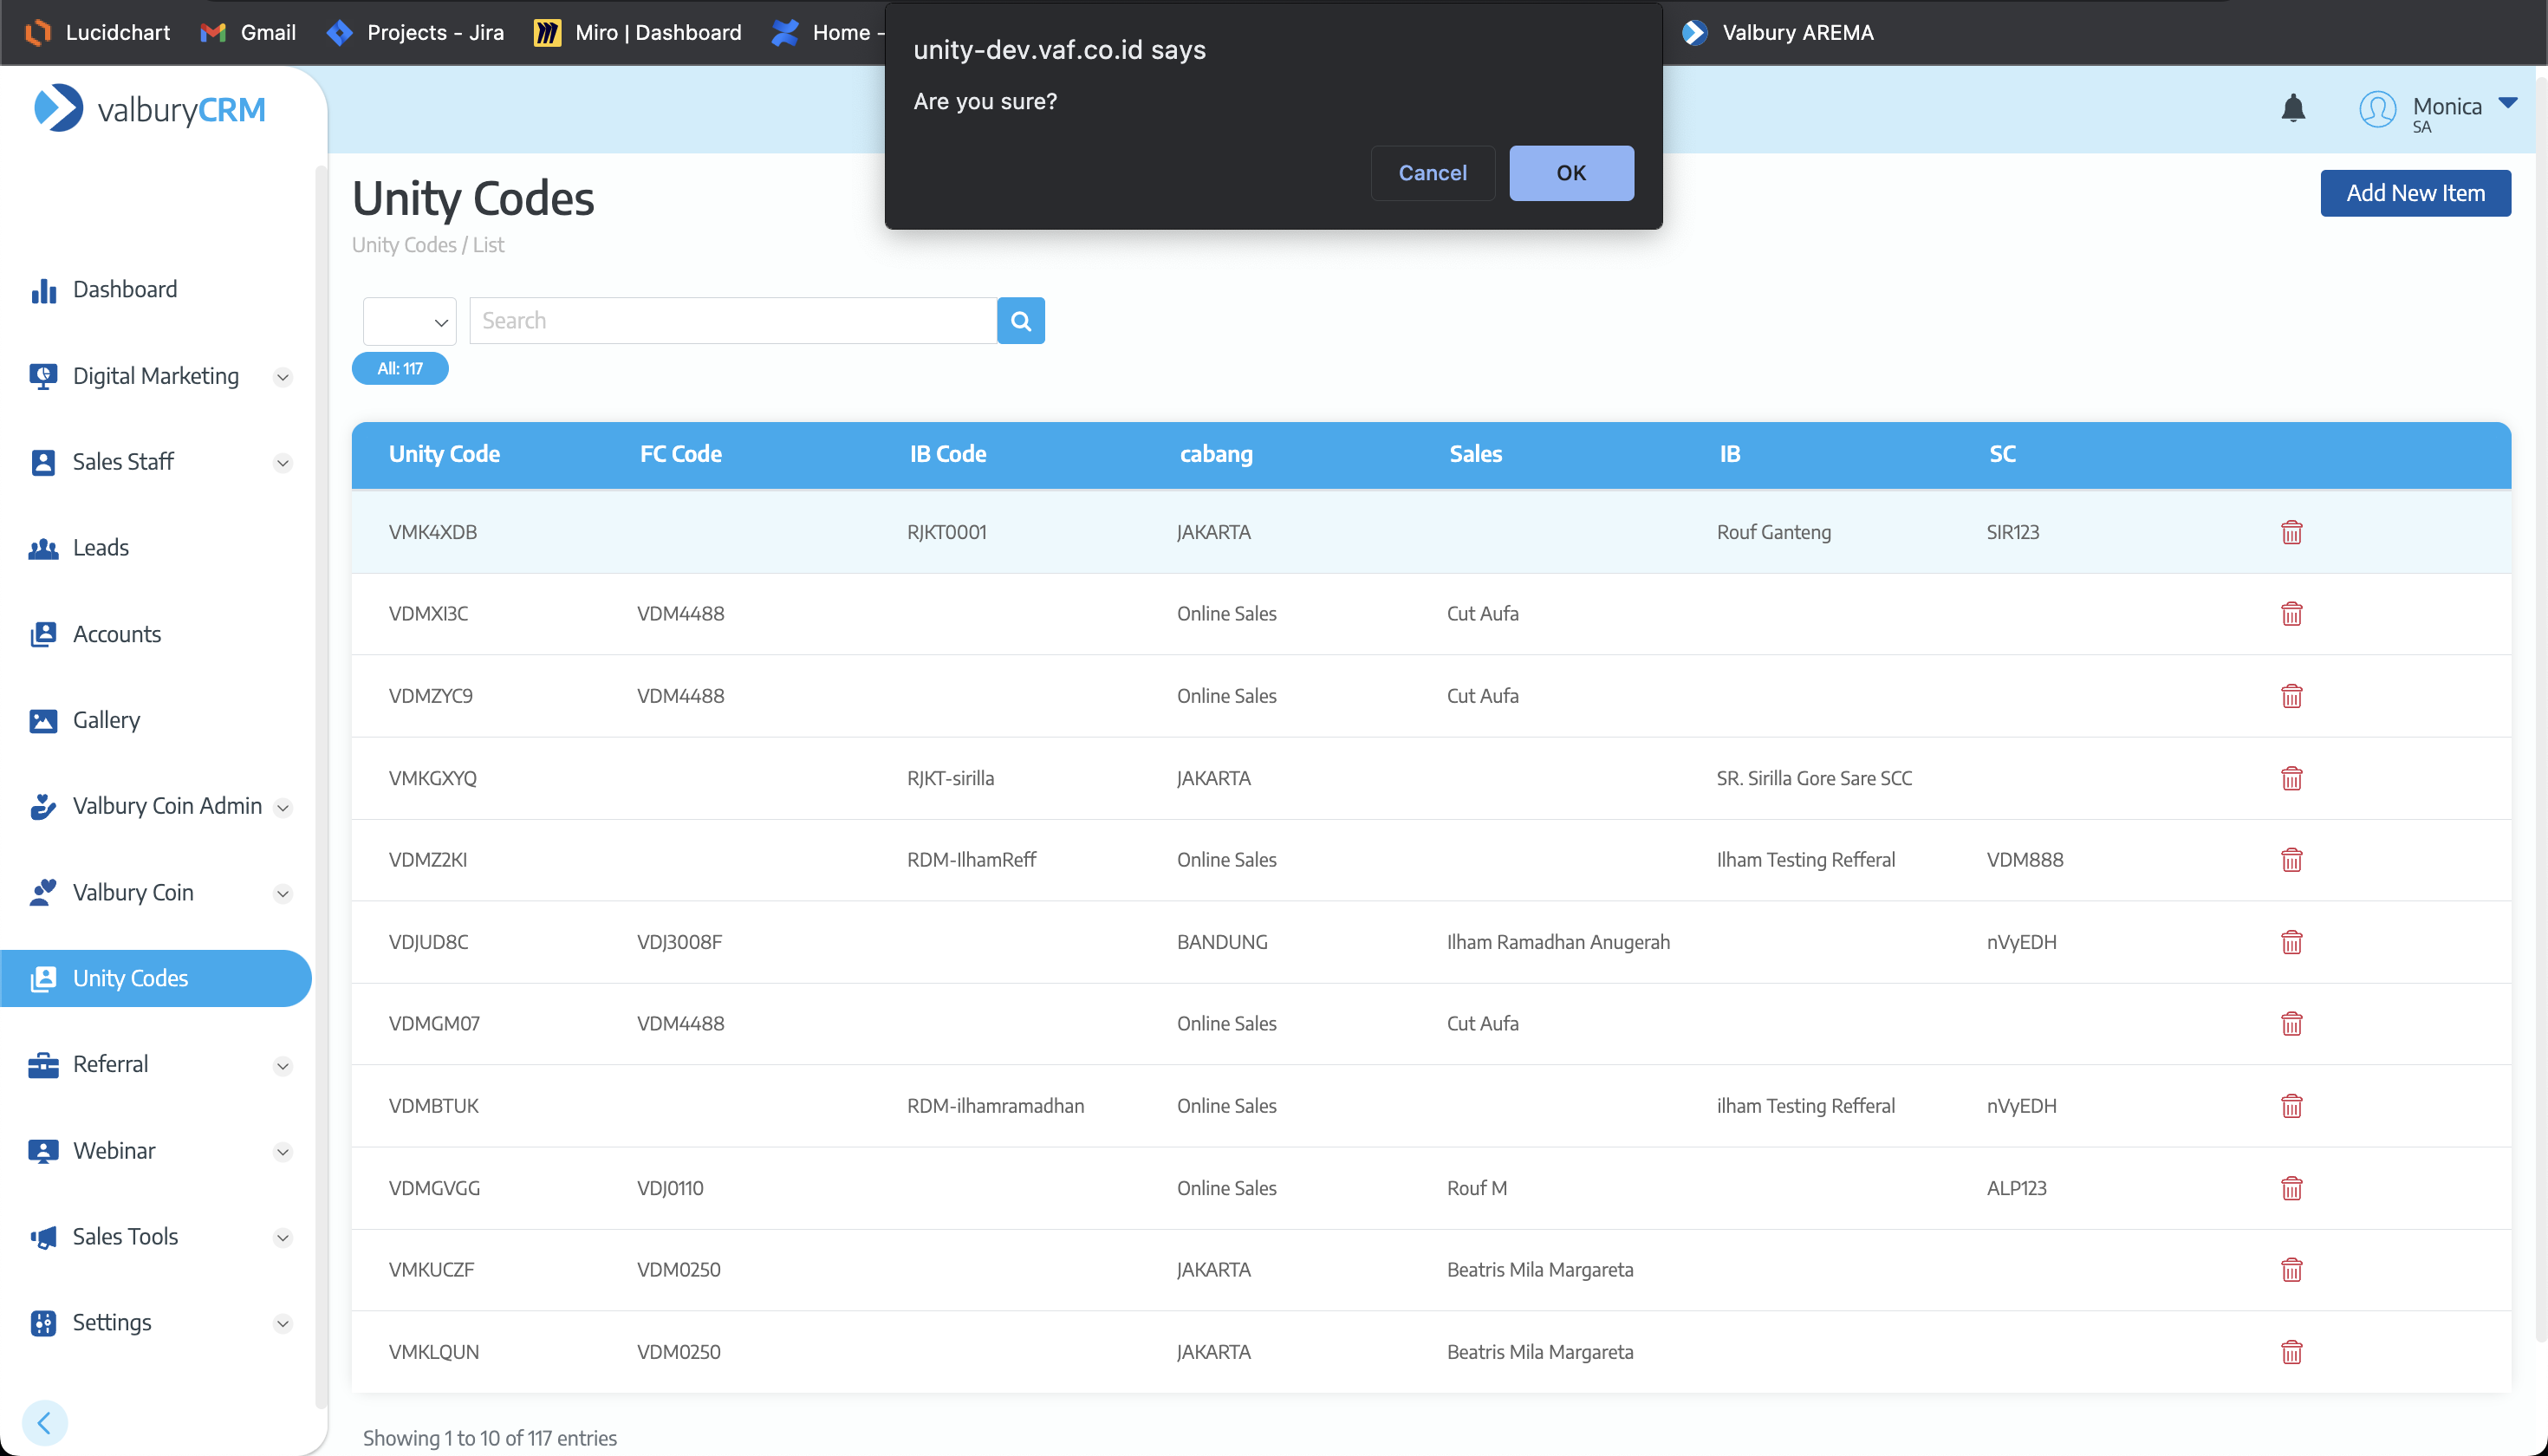 Lucidchart Gmail Projects - Jira Miro | Dashboard Home - Valbury AREMA
unity-dev.vaf.co.id says
Are you sure?
Cancel OK
valburyCRM
Monica
SA
Unity Codes
Unity Codes / List
Add New Item
Search
All: 117
Dashboard
Digital Marketing
Sales Staff
Leads
Accounts
Gallery
Valbury Coin Admin
Valbury Coin
Unity Codes
Referral
Webinar
Sales Tools
Settings
Unity Code FC Code IB Code cabang Sales IB SC
VMK4XDB RJKT0001 JAKARTA Rouf Ganteng SIR123
VDMXI3C VDM4488 Online Sales Cut Aufa
VDMZYC9 VDM4488 Online Sales Cut Aufa
VMKGXYQ RJKT-sirilla JAKARTA SR. Sirilla Gore Sare SCC
VDMZ2KI RDM-IlhamReff Online Sales Ilham Testing Refferal VDM888
VDJUD8C VDJ3008F BANDUNG Ilham Ramadhan Anugerah nVyEDH
VDMGM07 VDM4488 Online Sales Cut Aufa
VDMBTUK RDM-ilhamramadhan Online Sales ilham Testing Refferal nVyEDH
VDMGVGG VDJ0110 Online Sales Rouf M ALP123
VMKUCZF VDM0250 JAKARTA Beatris Mila Margareta
VMKLQUN VDM0250 JAKARTA Beatris Mila Margareta
Showing 1 to 10 of 117 entries